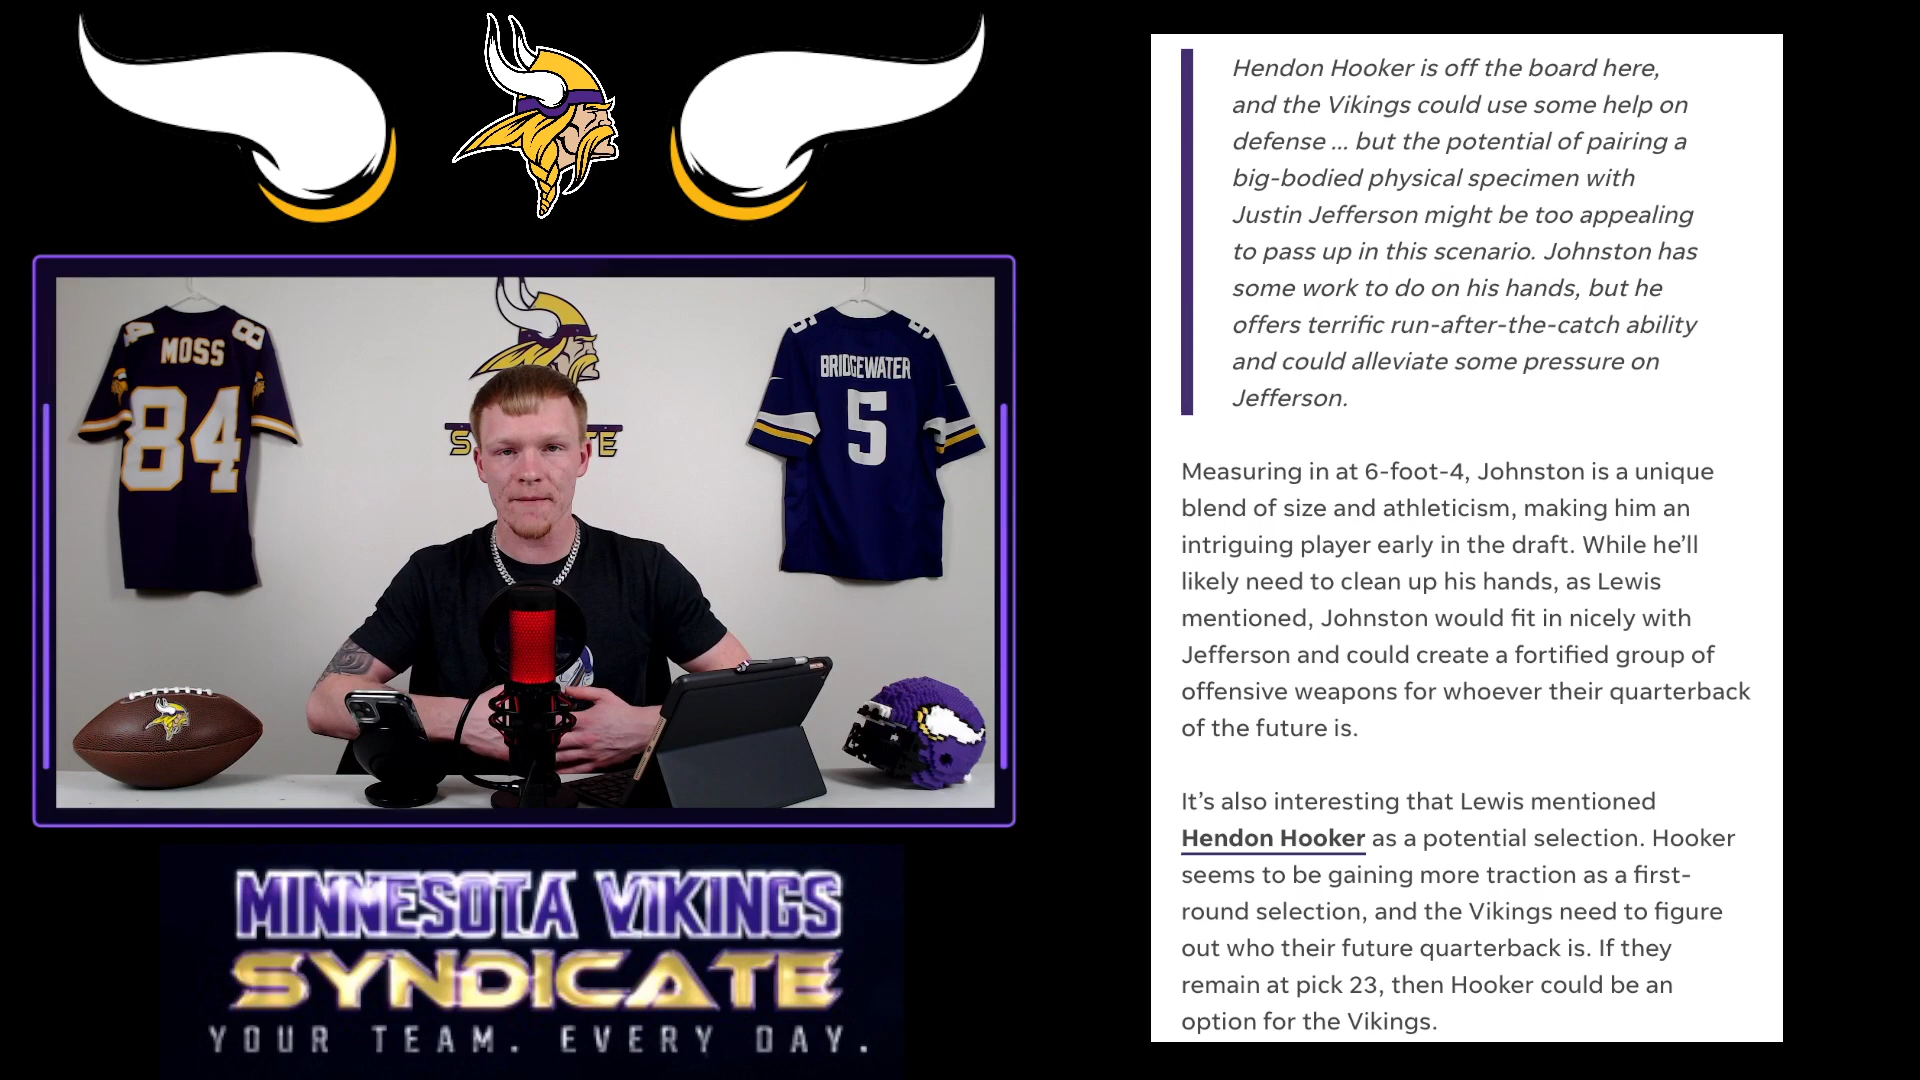 MOSS
84
8
84
BRIDGEWATER
5
5
5
S
TE
MINNESOTA VIKINGS
SYNDICATE
YOUR TEAM. EVERY DAY.
Hendon Hooker is off the board here,
and the Vikings could use some help on
defense ... but the potential of pairing a
big-bodied physical specimen with
Justin Jefferson might be too appealing
to pass up in this scenario. Johnston has
some work to do on his hands, but he
offers terrific run-after-the-catch ability
and could alleviate some pressure on
Jefferson.
Measuring in at 6-foot-4, Johnston is a unique
blend of size and athleticism, making him an
intriguing player early in the draft. While he’ll
likely need to clean up his hands, as Lewis
mentioned, Johnston would fit in nicely with
Jefferson and could create a fortified group of
offensive weapons for whoever their quarterback
of the future is.
It’s also interesting that Lewis mentioned
Hendon Hooker as a potential selection. Hooker
seems to be gaining more traction as a first-
round selection, and the Vikings need to figure
out who their future quarterback is. If they
remain at pick 23, then Hooker could be an
option for the Vikings.